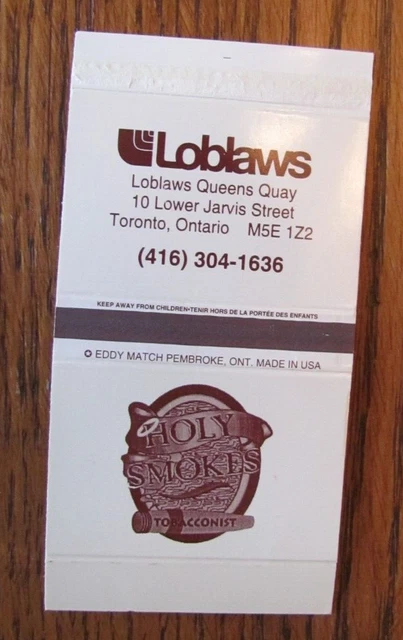 Loblaws
Loblaws Queens Quay
10 Lower Jarvis Street
Toronto, Ontario M5E 1Z2
(416) 304-1636
KEEP AWAY FROM CHILDREN-TENIR HORS DE LA PORTÉE DES ENFANTS
EDDY MATCH PEMBROKE, ONT. MADE IN USA
HOLY
SMOKES
TOBACCONIST